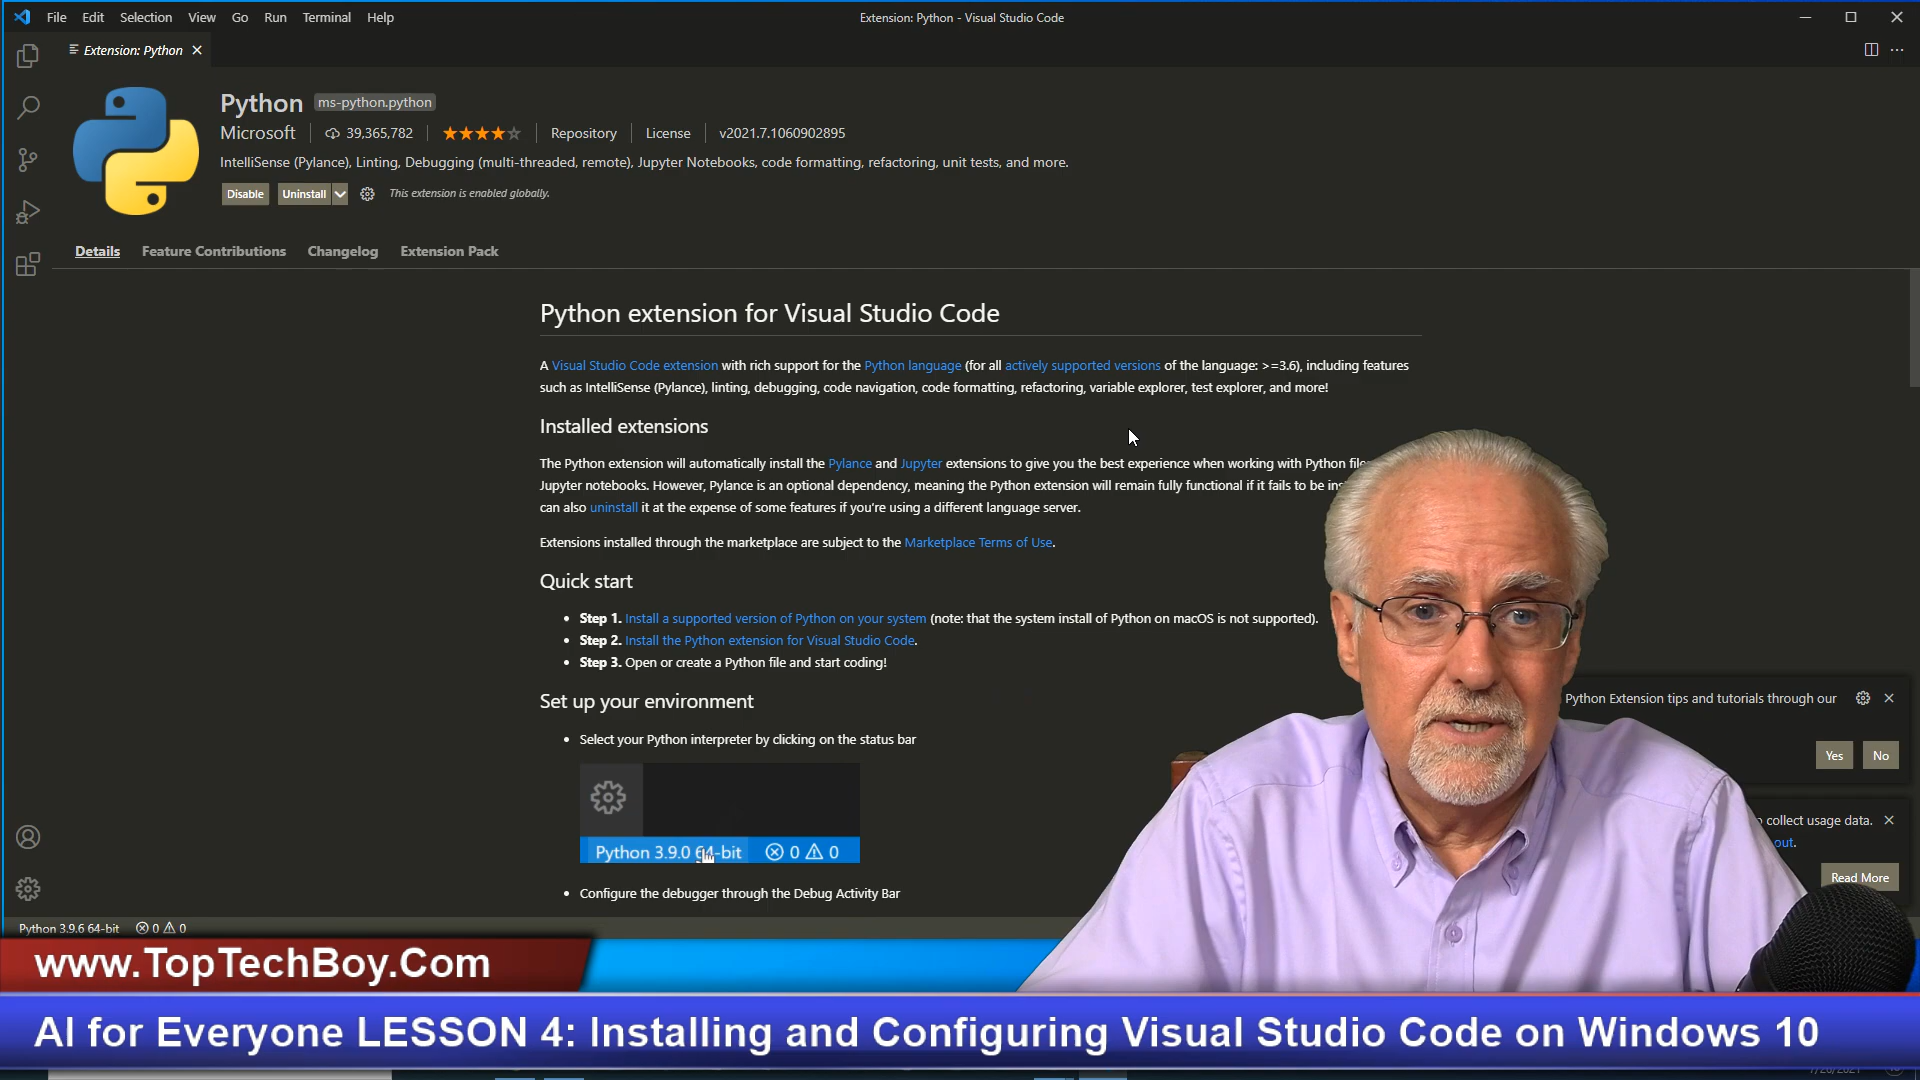 File Edit Selection View Go Run Terminal Help
Extension: Python - Visual Studio Code
Extension: Python
Python ms-python.python
Microsoft 39,365,782 Repository License v2021.7.1060902895
IntelliSense (Pylance), Linting, Debugging (multi-threaded, remote), Jupyter Notebooks, code formatting, refactoring, unit tests, and more.
Disable Uninstall This extension is enabled globally.
Details Feature Contributions Changelog Extension Pack
Python extension for Visual Studio Code
A Visual Studio Code extension with rich support for the Python language (for all actively supported versions of the language: >=3.6), including features
such as IntelliSense (Pylance), linting, debugging, code navigation, code formatting, refactoring, variable explorer, test explorer, and more!
Installed extensions
The Python extension will automatically install the Pylance and Jupyter extensions to give you the best experience when working with Python
Jupyter notebooks. However, Pylance is an optional dependency, meaning the Python extension will remain fully functional if it fails to be
can also uninstall it at the expense of some features if you're using a different language server.
Extensions installed through the marketplace are subject to the Marketplace Terms of Use.
Quick start
• Step 1. Install a supported version of Python on your system (note: that the system install of Python on macOS is not supported).
• Step 2. Install the Python extension for Visual Studio Code.
• Step 3. Open or create a Python file and start coding!
Set up your environment
• Select your Python interpreter by clicking on the status bar
Python 3.9.0 64-bit 0 0
• Configure the debugger through the Debug Activity Bar
Python Extension tips and tutorials through our
Yes No
collect usage data.
out.
Read More
Python 3.9.6 64-bit 0 0
www.TopTechBoy.Com
AI for Everyone LESSON 4: Installing and Configuring Visual Studio Code on Windows 10